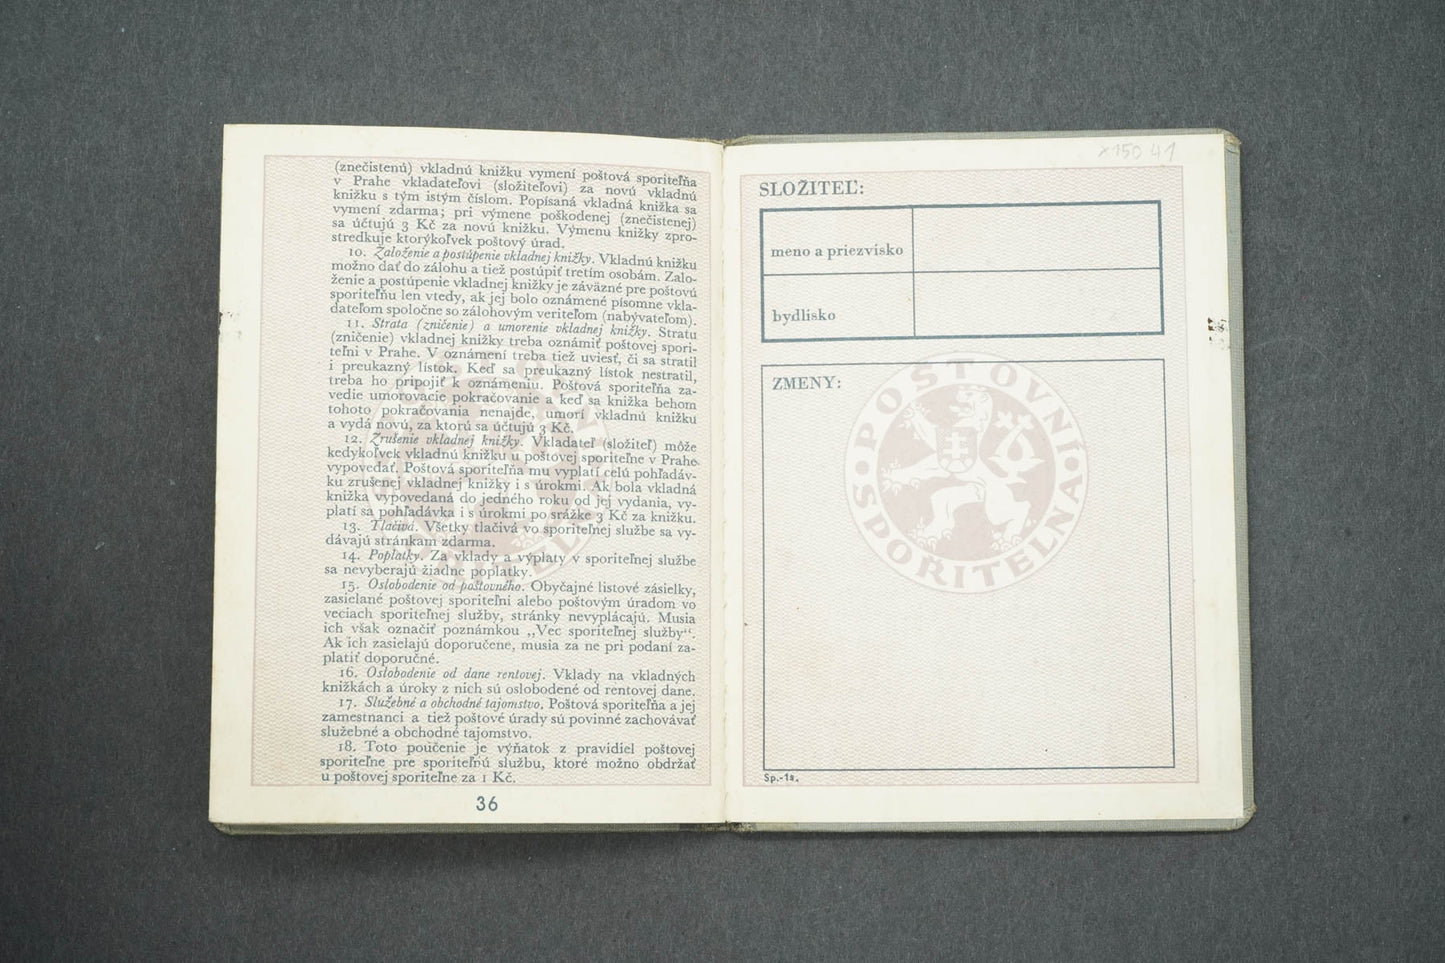 (znečistenú) vkladnú knižku vymení poštová sporiteľňa
v Prahe vkladateľovi (složiteľovi) za novú vkladnú
knižku s tým istým číslom. Popísaná vkladná knižka sa
vymení zdarma; pri výmene poškodenej (znečistenej)
sa účtujú 3 Kč za novú knižku. Výmenu knižky zpro-
stredkuje ktorýkoľvek poštový úrad.
10. Založenie a postúpenie vkladnej knižky. Vkladnú knižku
možno dať do zálohu a tiež postúpiť tretím osobám. Zalo-
ženie a postúpenie vkladnej knižky je záväzné pre poštovú
sporiteľňu len vtedy, ak jej bolo oznámené písomne vkla-
dateľom spoločne so zálohovým veriteľom (nabývateľom).
11. Strata (zničenie) a umorenie vkladnej knižky. Stratu
(zničenie) vkladnej knižky treba oznámiť poštovej spori-
teľni v Prahe. V oznámení treba tiež uviesť, či sa stratil
i preukazný lístok. Keď sa preukazný lístok nestratil,
treba ho pripojiť k oznámeniu. Poštová sporiteľňa za-
vedie umorovacie pokračovanie a keď sa knižka behom
tohoto pokračovania nenajde, umorí vkladnú knižku
a vydá novú, za ktorú sa účtujú 3 Kč.
12. Zrušenie vkladnej knižky. Vkladateľ (složiteľ) môže
kedykoľvek vkladnú knižku u poštovej sporiteľne v Prahe
vypovedať. Poštová sporiteľňa mu vyplatí celú pohľadáv-
ku zrušenej vkladnej knižky i s úrokmi. Ak bola vkladná
knižka vypovedaná do jedného roku od jej vydania, vy-
platí sa pohľadávka i s úrokmi po srážke 3 Kč za knižku.
13. Tlačivá. Všetky tlačivá vo sporiteľnej službe sa vy-
dávajú stránkam zdarma.
14. Poplatky. Za vklady a výplaty v sporiteľnej službe
sa nevyberajú žiadne poplatky.
15. Oslobodenie od poštovného. Obyčajné listové zásielky,
zasielané poštovej sporiteľni alebo poštovým úradom vo
veciach sporiteľnej služby, stránky nevyplácajú. Musia
ich však označiť poznámkou „Vec sporiteľnej služby“.
Ak ich zasielajú doporučene, musia za ne pri podaní za-
platiť doporučné.
16. Oslobodenie od dane rentovej. Vklady na vkladných
knižkách a úroky z nich sú oslobodené od rentovej dane.
17. Služebné a obchodné tajomstvo. Poštová sporiteľňa a jej
zamestnanci a tiež poštové úrady sú povinné zachovávať
služebné a obchodné tajomstvo.
18. Toto poučenie je výňatok z pravidiel poštovej
sporiteľne pre sporiteľnú službu, ktoré možno obdržať
u poštovej sporiteľne za 1 Kč.
36
x150 41
SLOŽITEĽ:
meno a priezvisko
bydlisko
ZMENY:
POSTOVNÍ
SPOŘITELNA
Sp.-1s.